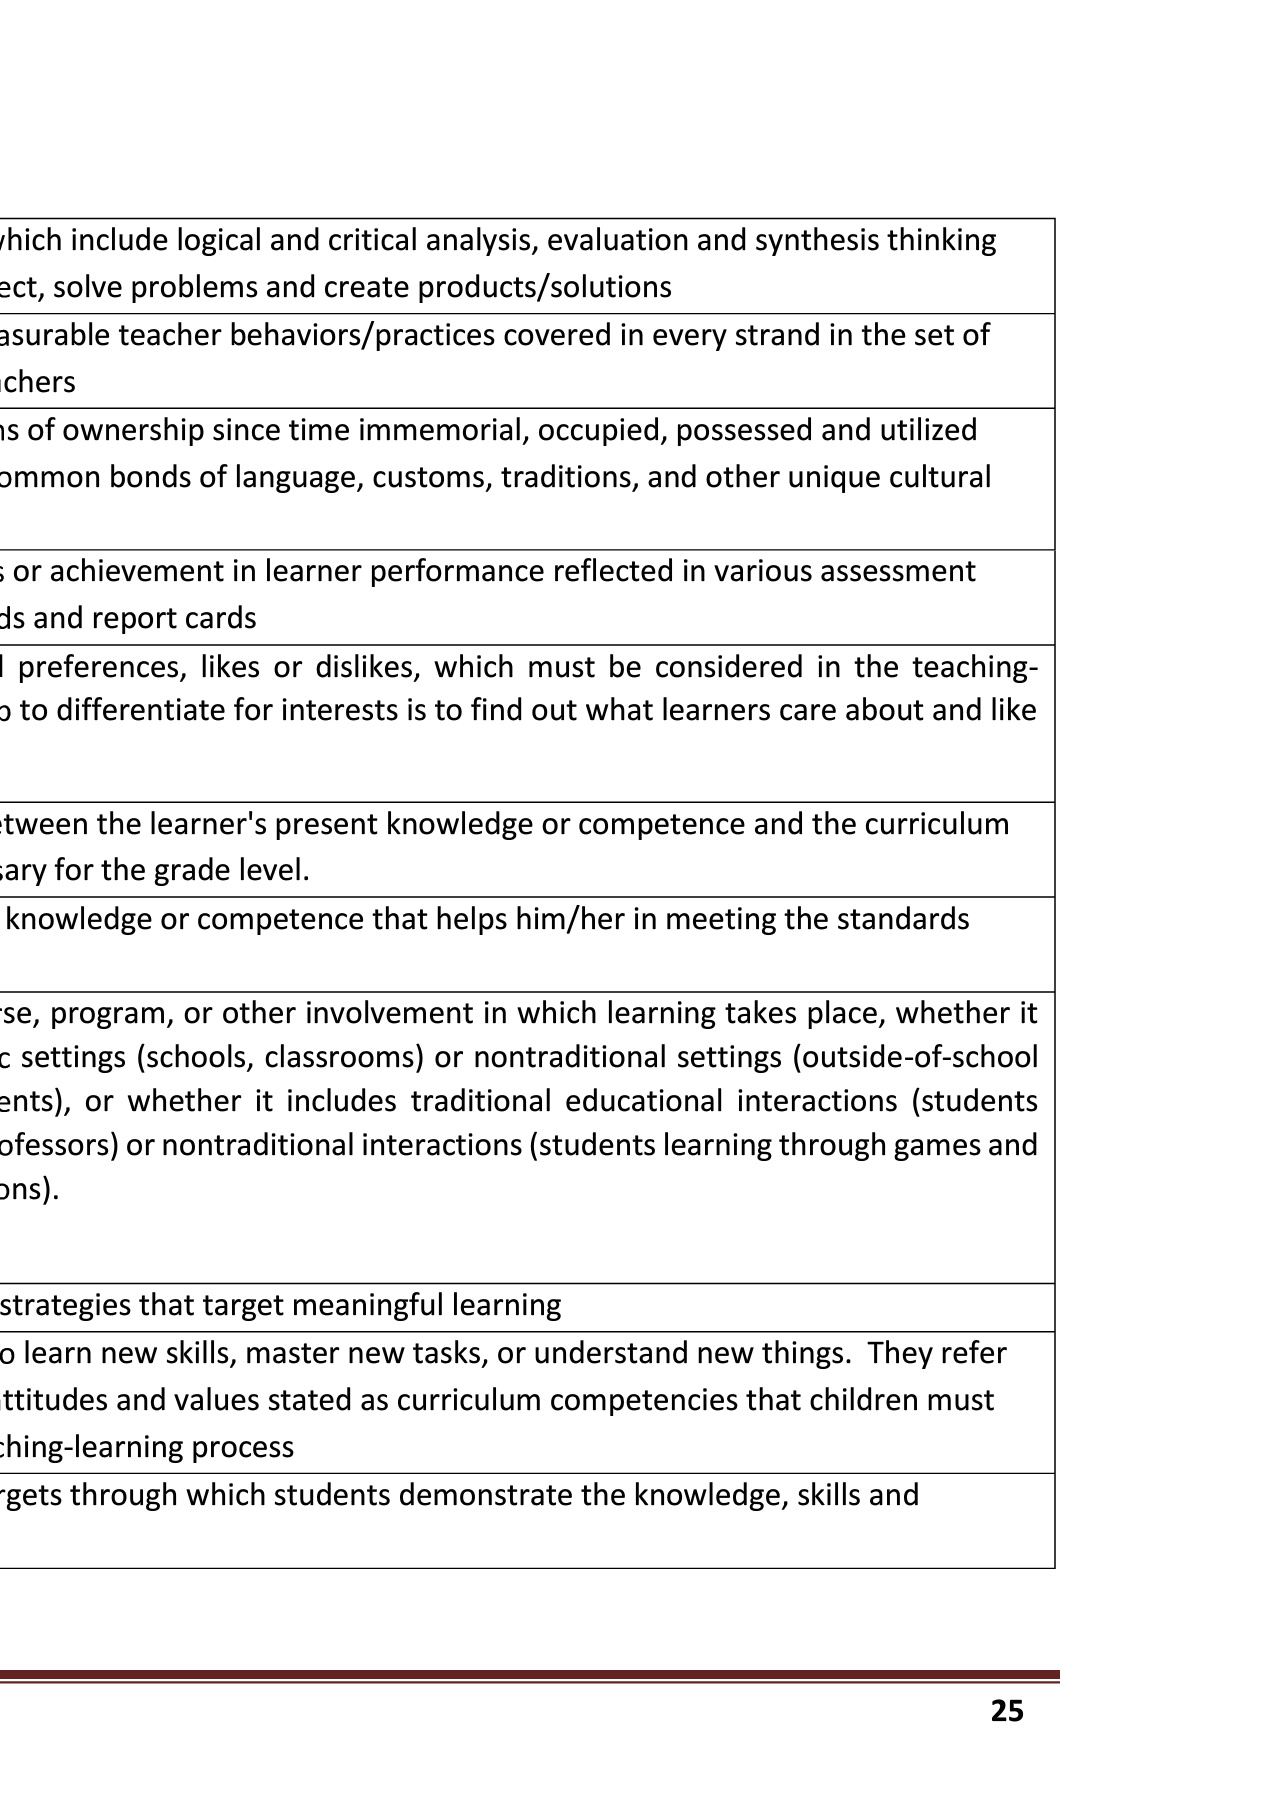 which include logical and critical analysis, evaluation and synthesis thinking
ect, solve problems and create products/solutions
asurable teacher behaviors/practices covered in every strand in the set of
achers
ns of ownership since time immemorial, occupied, possessed and utilized
ommon bonds of language, customs, traditions, and other unique cultural
s or achievement in learner performance reflected in various assessment
ds and report cards
l preferences, likes or dislikes, which must be considered in the teaching-
p to differentiate for interests is to find out what learners care about and like
etween the learner's present knowledge or competence and the curriculum
sary for the grade level.
knowledge or competence that helps him/her in meeting the standards
rse, program, or other involvement in which learning takes place, whether it
c settings (schools, classrooms) or nontraditional settings (outside-of-school
ents), or whether it includes traditional educational interactions (students
ofessors) or nontraditional interactions (students learning through games and
ons).
strategies that target meaningful learning
o learn new skills, master new tasks, or understand new things.  They refer
attitudes and values stated as curriculum competencies that children must
ching-learning process
rgets through which students demonstrate the knowledge, skills and
25